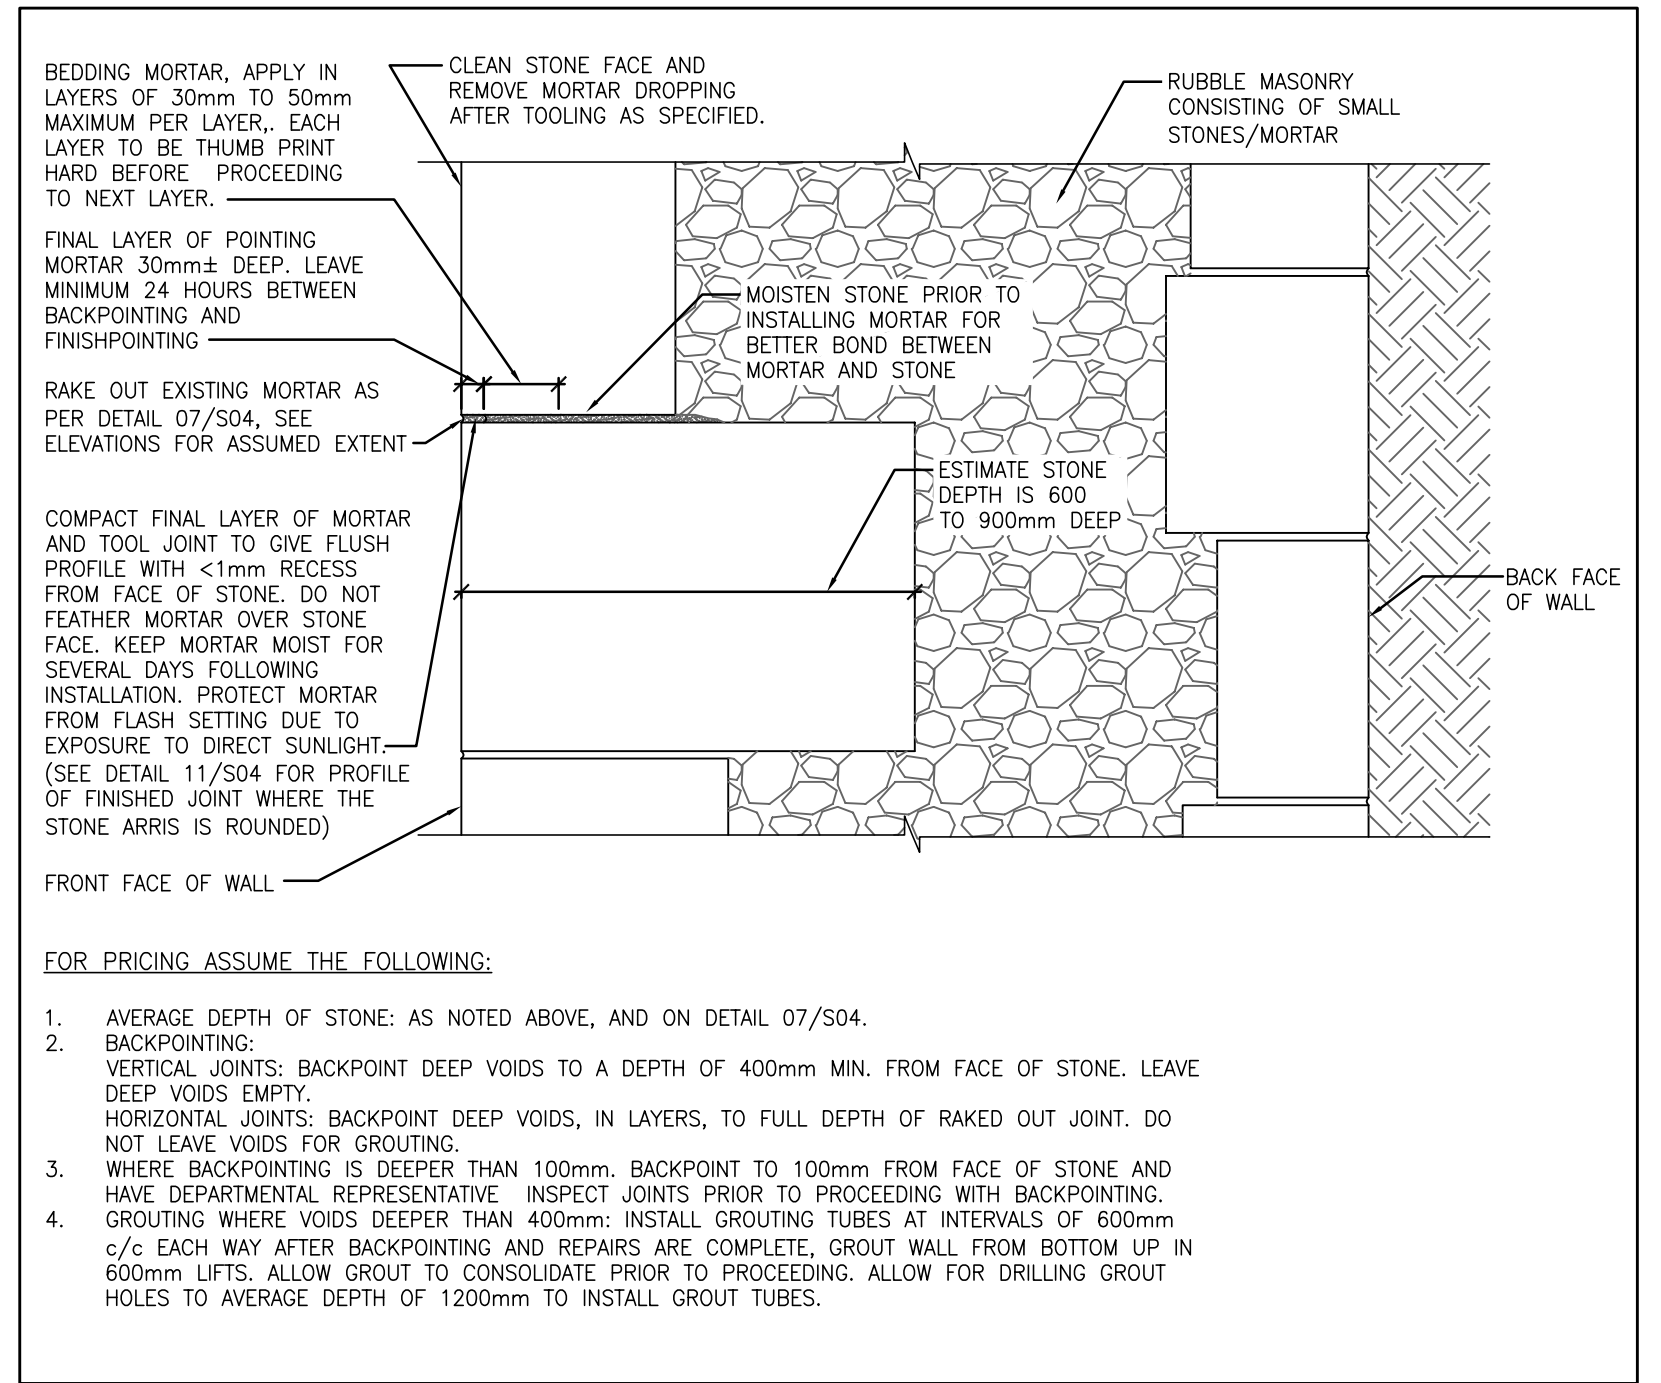 BEDDING MORTAR, APPLY IN
LAYERS OF 30mm TO 50mm
MAXIMUM PER LAYER,. EACH
LAYER TO BE THUMB PRINT
HARD BEFORE PROCEEDING
TO NEXT LAYER.
CLEAN STONE FACE AND
REMOVE MORTAR DROPPING
AFTER TOOLING AS SPECIFIED.
RUBBLE MASONRY
CONSISTING OF SMALL
STONES/MORTAR
FINAL LAYER OF POINTING
MORTAR 30mm± DEEP. LEAVE
MINIMUM 24 HOURS BETWEEN
BACKPOINTING AND
FINISHPOINTING
MOISTEN STONE PRIOR TO
INSTALLING MORTAR FOR
BETTER BOND BETWEEN
MORTAR AND STONE
RAKE OUT EXISTING MORTAR AS
PER DETAIL 07/S04, SEE
ELEVATIONS FOR ASSUMED EXTENT
ESTIMATE STONE
DEPTH IS 600
TO 900mm DEEP
COMPACT FINAL LAYER OF MORTAR
AND TOOL JOINT TO GIVE FLUSH
PROFILE WITH <1mm RECESS
FROM FACE OF STONE. DO NOT
FEATHER MORTAR OVER STONE
FACE. KEEP MORTAR MOIST FOR
SEVERAL DAYS FOLLOWING
INSTALLATION. PROTECT MORTAR
FROM FLASH SETTING DUE TO
EXPOSURE TO DIRECT SUNLIGHT.
(SEE DETAIL 11/S04 FOR PROFILE
OF FINISHED JOINT WHERE THE
STONE ARRIS IS ROUNDED)
BACK FACE
OF WALL
FRONT FACE OF WALL
FOR PRICING ASSUME THE FOLLOWING:
1. AVERAGE DEPTH OF STONE: AS NOTED ABOVE, AND ON DETAIL 07/S04.
2. BACKPOINTING:
VERTICAL JOINTS: BACKPOINT DEEP VOIDS TO A DEPTH OF 400mm MIN. FROM FACE OF STONE. LEAVE
DEEP VOIDS EMPTY.
HORIZONTAL JOINTS: BACKPOINT DEEP VOIDS, IN LAYERS, TO FULL DEPTH OF RAKED OUT JOINT. DO
NOT LEAVE VOIDS FOR GROUTING.
3. WHERE BACKPOINTING IS DEEPER THAN 100mm. BACKPOINT TO 100mm FROM FACE OF STONE AND
HAVE DEPARTMENTAL REPRESENTATIVE INSPECT JOINTS PRIOR TO PROCEEDING WITH BACKPOINTING.
4. GROUTING WHERE VOIDS DEEPER THAN 400mm: INSTALL GROUTING TUBES AT INTERVALS OF 600mm
c/c EACH WAY AFTER BACKPOINTING AND REPAIRS ARE COMPLETE, GROUT WALL FROM BOTTOM UP IN
600mm LIFTS. ALLOW GROUT TO CONSOLIDATE PRIOR TO PROCEEDING. ALLOW FOR DRILLING GROUT
HOLES TO AVERAGE DEPTH OF 1200mm TO INSTALL GROUT TUBES.